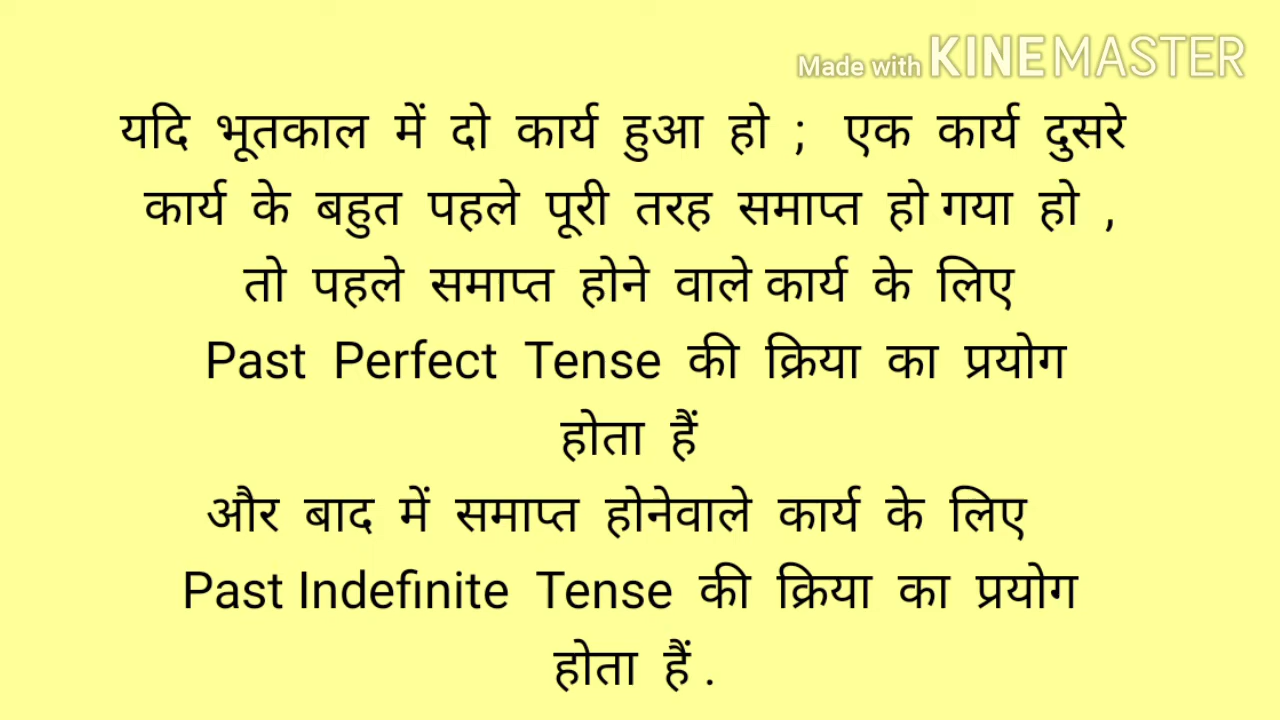 Made with KINEMASTER
यदि भूतकाल में दो कार्य हुआ हो ; एक कार्य दुसरे
कार्य के बहुत पहले पूरी तरह समाप्त हो गया हो ,
तो पहले समाप्त होने वाले कार्य के लिए
Past Perfect Tense की क्रिया का प्रयोग
होता हैं
और बाद में समाप्त होनेवाले कार्य के लिए
Past Indefinite Tense की क्रिया का प्रयोग
होता हैं .